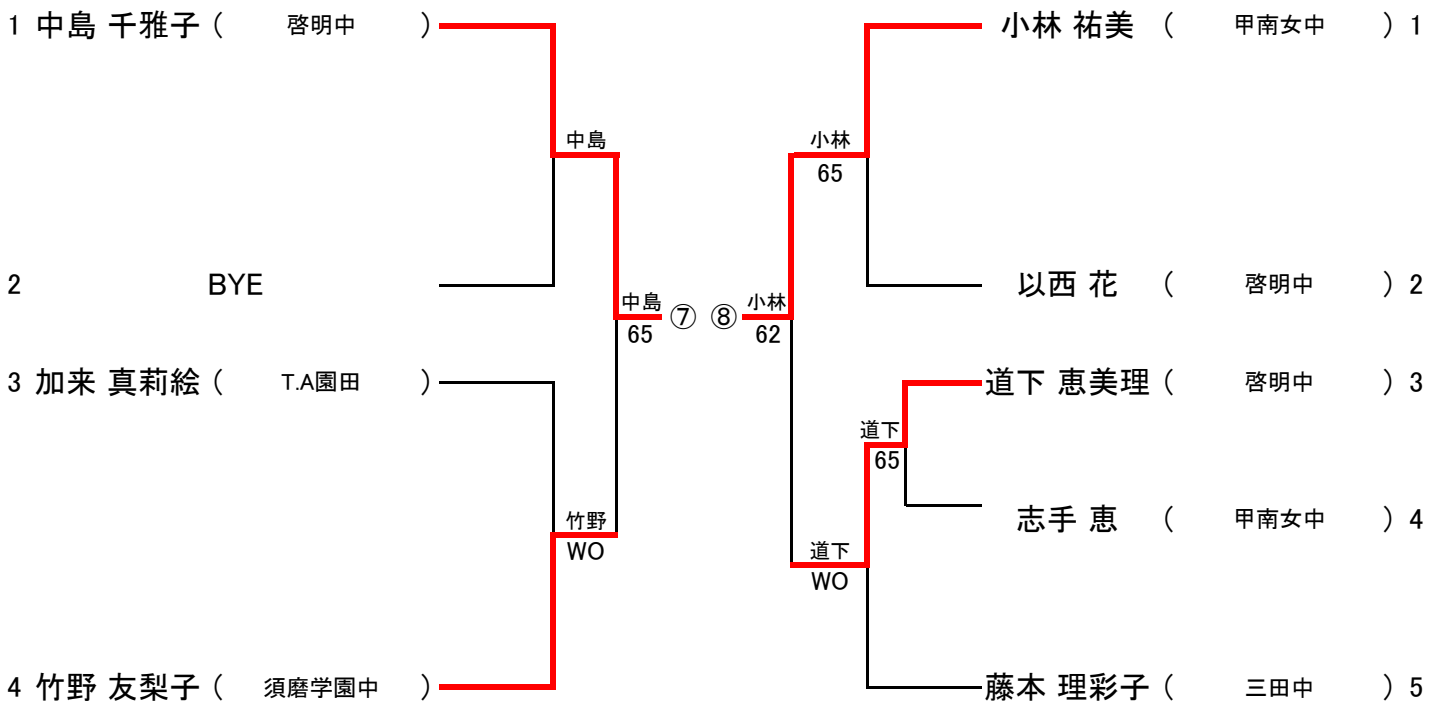 1 中島 千雅子 ( 啓明中 )
中島
2 BYE
中島
65
⑦
3 加来 真莉絵 ( T.A園田 )
竹野
WO
4 竹野 友梨子 ( 須磨学園中 )
小林 祐美 ( 甲南女中 ) 1
小林
65
以西 花 ( 啓明中 ) 2
⑧
小林
62
道下 恵美理 ( 啓明中 ) 3
道下
65
志手 恵 ( 甲南女中 ) 4
道下
WO
藤本 理彩子 ( 三田中 ) 5